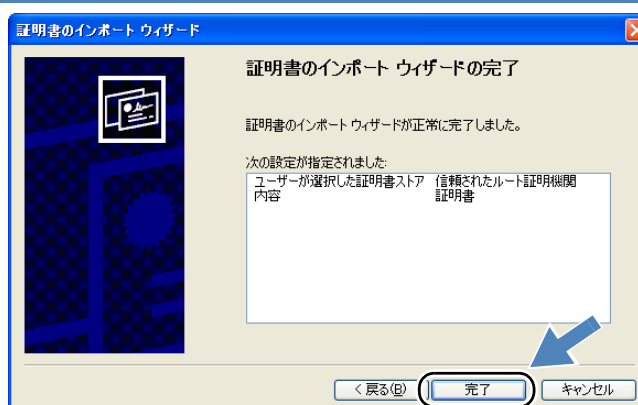 証明書のインポート ウィザード
証明書のインポート ウィザードの完了
証明書のインポート ウィザードが正常に完了しました。
次の設定が指定されました:
ユーザーが選択した証明書ストア 信頼されたルート証明機関
内容 証明書
< 戻る(B) 完了 キャンセル